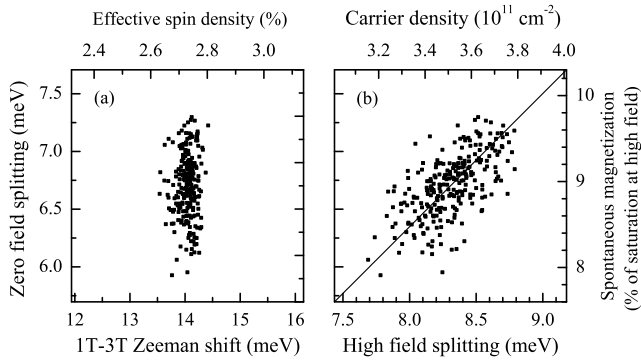 Effective spin density (%)
Carrier density (10¹¹ cm⁻²)
2.4 2.6 2.8 3.0
3.2 3.4 3.6 3.8 4.0
(a)
(b)
7.5
7.0
6.5
6.0
Zero field splitting (meV)
10
9
8
Spontaneous magnetization
(% of saturation at high field)
12 13 14 15 16
7.5 8.0 8.5 9.0
1T-3T Zeeman shift (meV)
High field splitting (meV)